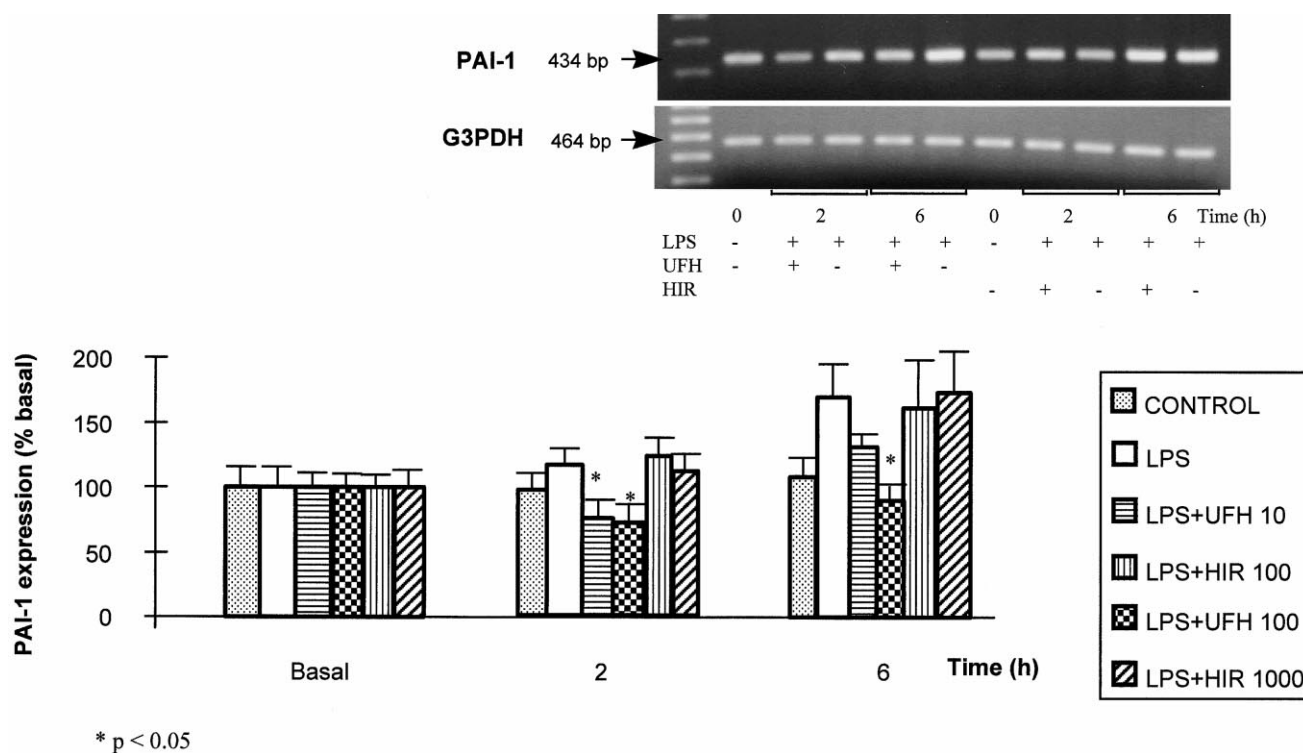 PAI-1 434 bp
G3PDH 464 bp
0 2 6 0 2 6 Time (h)
LPS - + + + + - + + + +
UFH - + - + -
HIR - + - + -
PAI-1 expression (% basal)
200
150
100
50
0
* *
*
Basal 2 6 Time (h)
CONTROL
LPS
LPS+UFH 10
LPS+HIR 100
LPS+UFH 100
LPS+HIR 1000
* p < 0.05